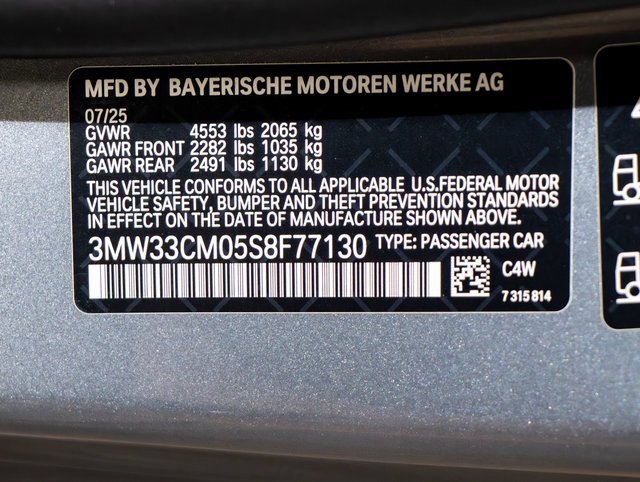 MFD BY BAYERISCHE MOTOREN WERKE AG
07/25
GVWR 4553 lbs 2065 kg
GAWR FRONT 2282 lbs 1035 kg
GAWR REAR 2491 lbs 1130 kg
THIS VEHICLE CONFORMS TO ALL APPLICABLE U.S.FEDERAL MOTOR
VEHICLE SAFETY, BUMPER AND THEFT PREVENTION STANDARDS
IN EFFECT ON THE DATE OF MANUFACTURE SHOWN ABOVE.
3MW33CM05S8F77130 TYPE: PASSENGER CAR
C4W
7 315 814